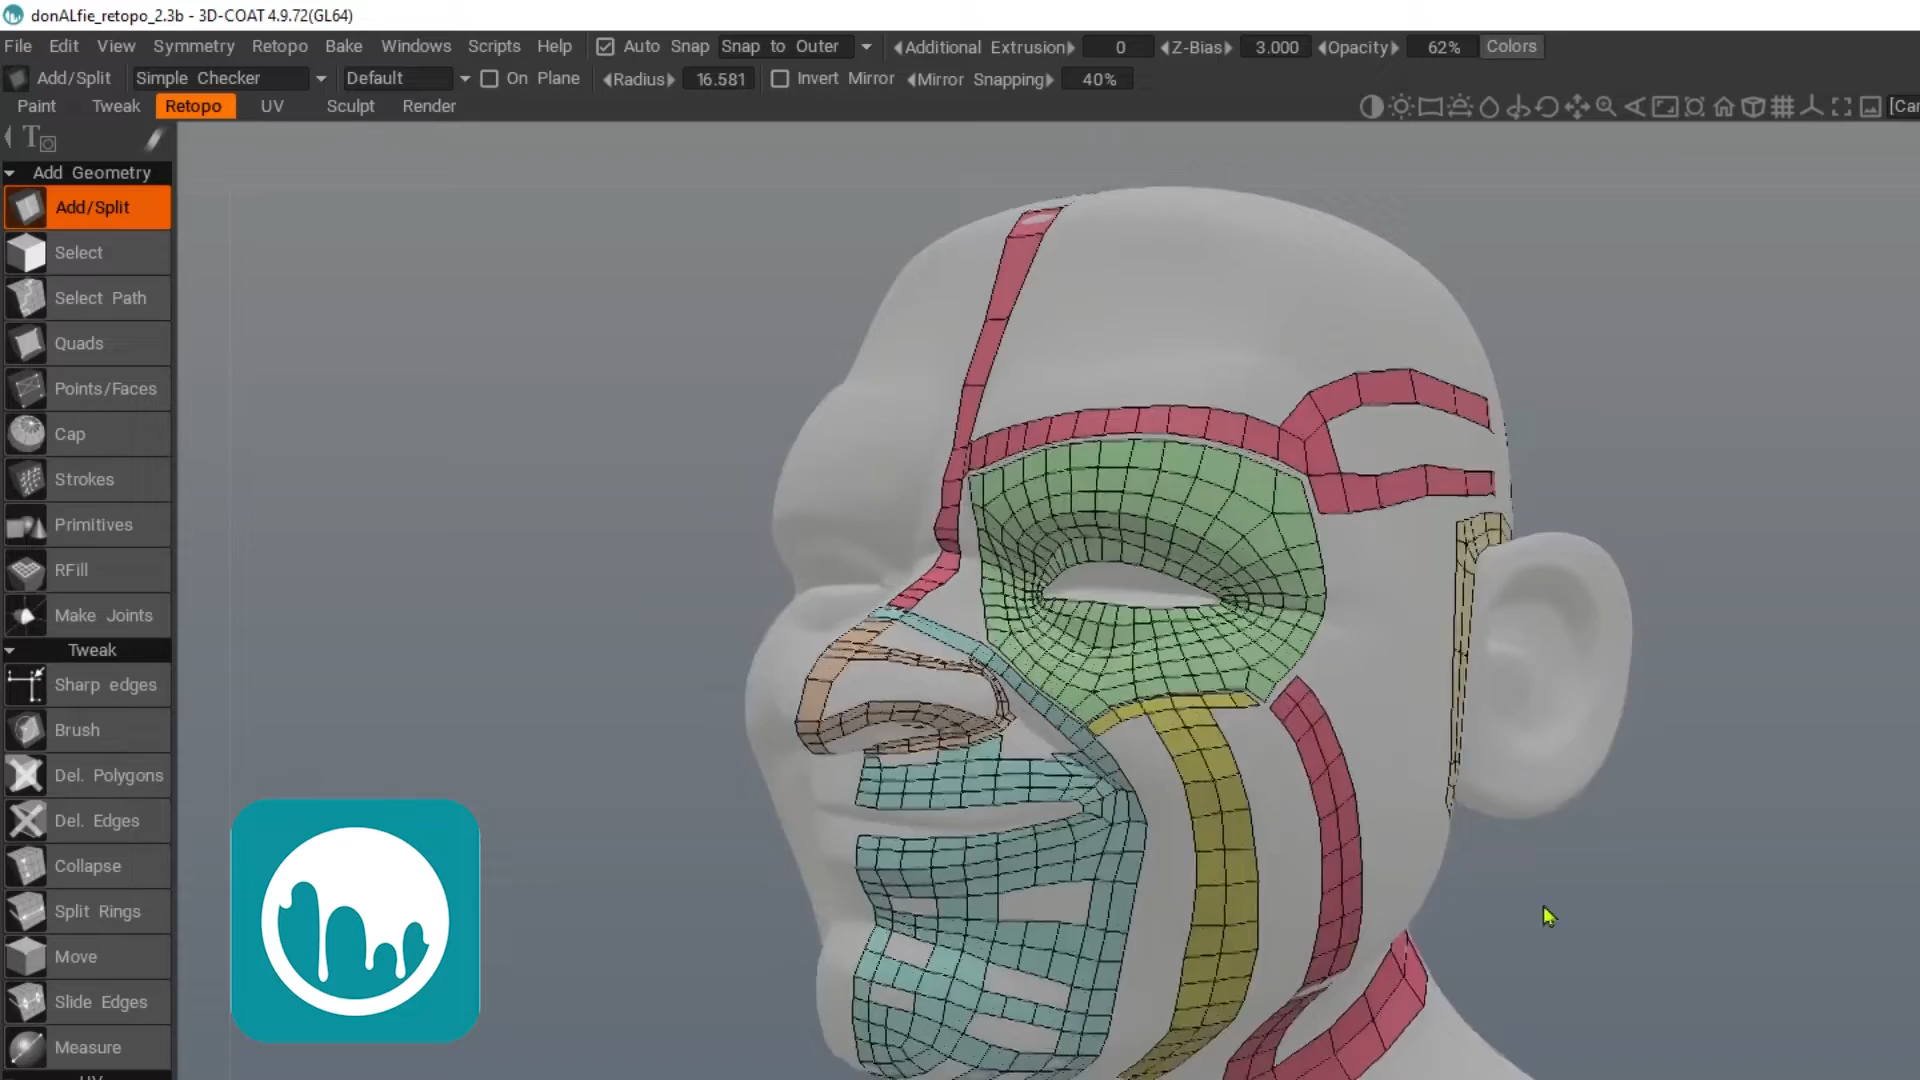 donALfie_retopo_2.3b - 3D-COAT 4.9.72(GL64)
File Edit View Symmetry Retopo Bake Windows Scripts Help Auto Snap Snap to Outer Additional Extrusion 0 Z-Bias 3.000 Opacity 62% Colors
Add/Split Simple Checker Default On Plane Radius 16.581 Invert Mirror Mirror Snapping 40%
Paint Tweak Retopo UV Sculpt Render [Car
Add Geometry
Add/Split
Select
Select Path
Quads
Points/Faces
Cap
Strokes
Primitives
RFill
Make Joints
Tweak
Sharp edges
Brush
Del. Polygons
Del. Edges
Collapse
Split Rings
Move
Slide Edges
Measure